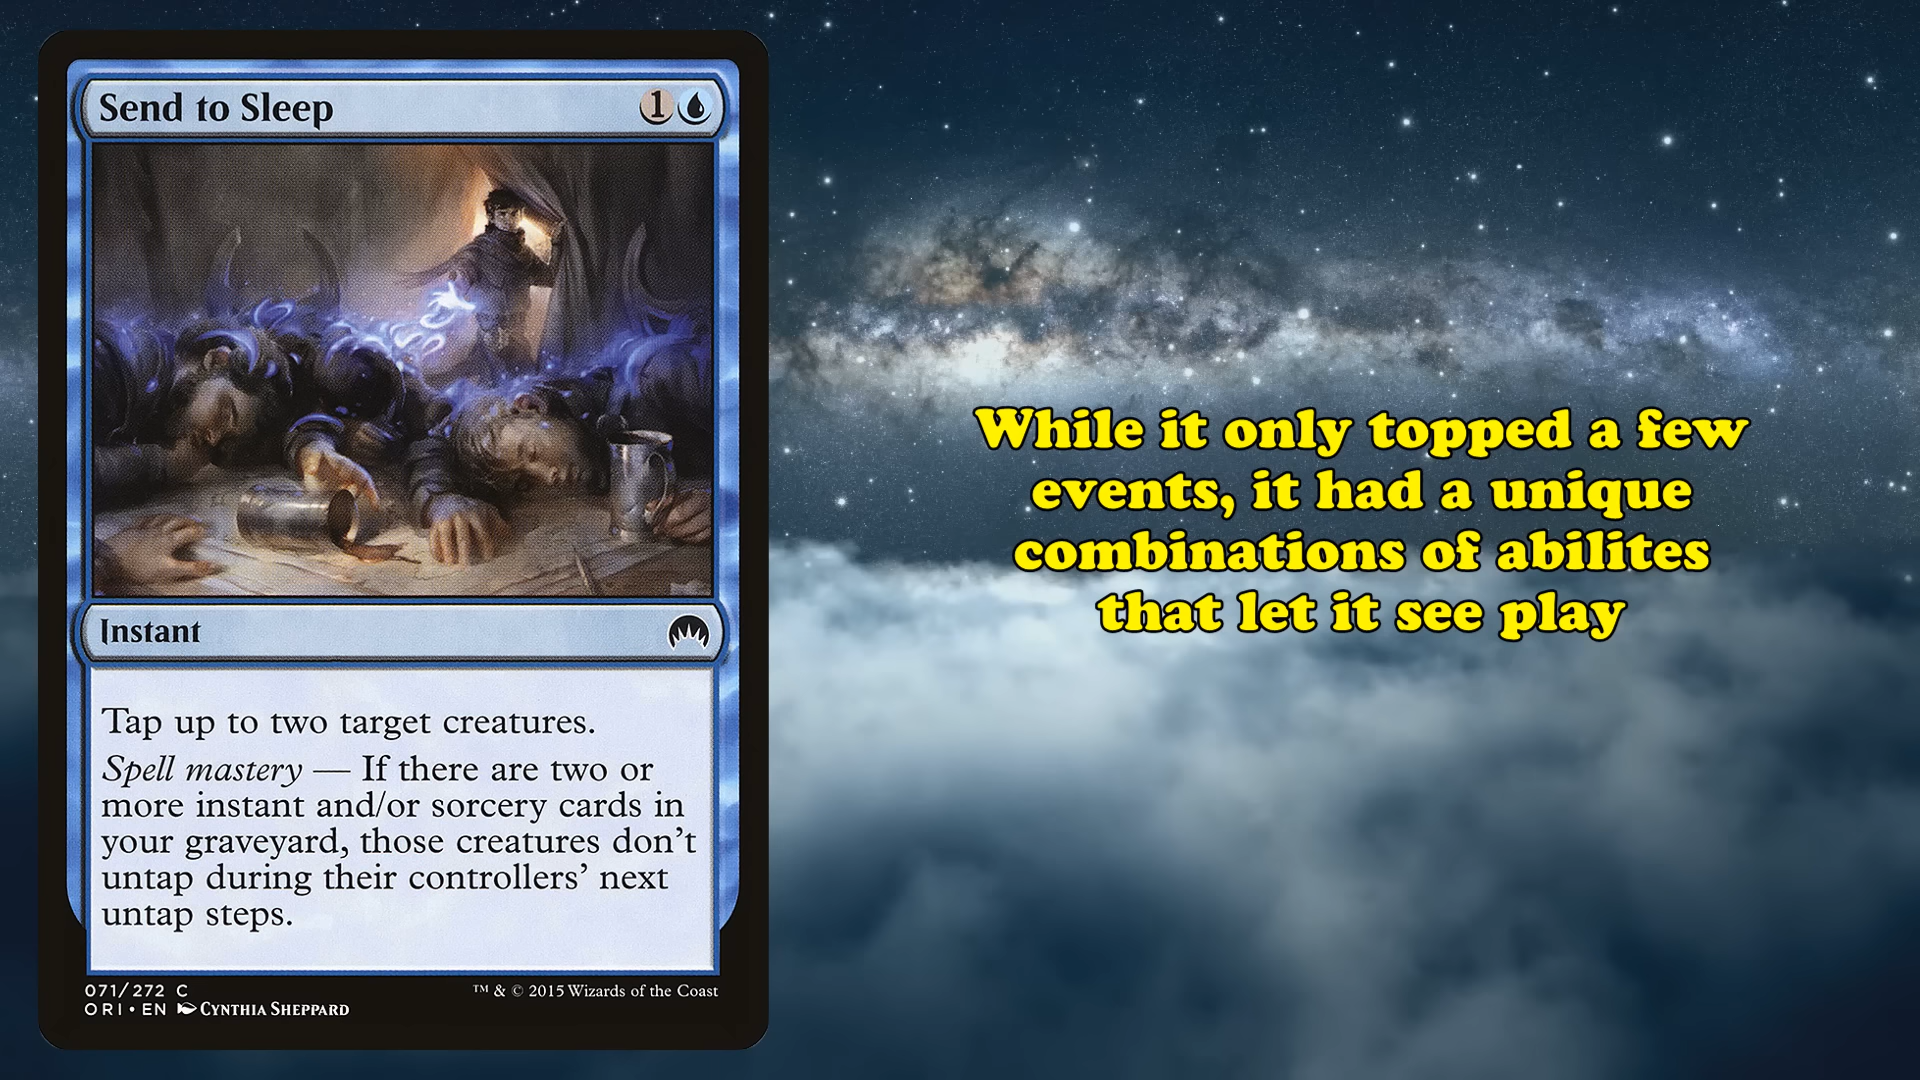 Send to Sleep
1
Instant
Tap up to two target creatures.
Spell mastery — If there are two or
more instant and/or sorcery cards in
your graveyard, those creatures don't
untap during their controllers' next
untap steps.
071/272 C
ORI • EN Cynthia Sheppard
™ & © 2015 Wizards of the Coast
While it only topped a few
events, it had a unique
combinations of abilites
that let it see play